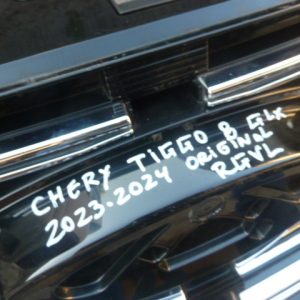 CHERY TIGGO 8 GLX
2023-2024 ORIGINAL
RGVL